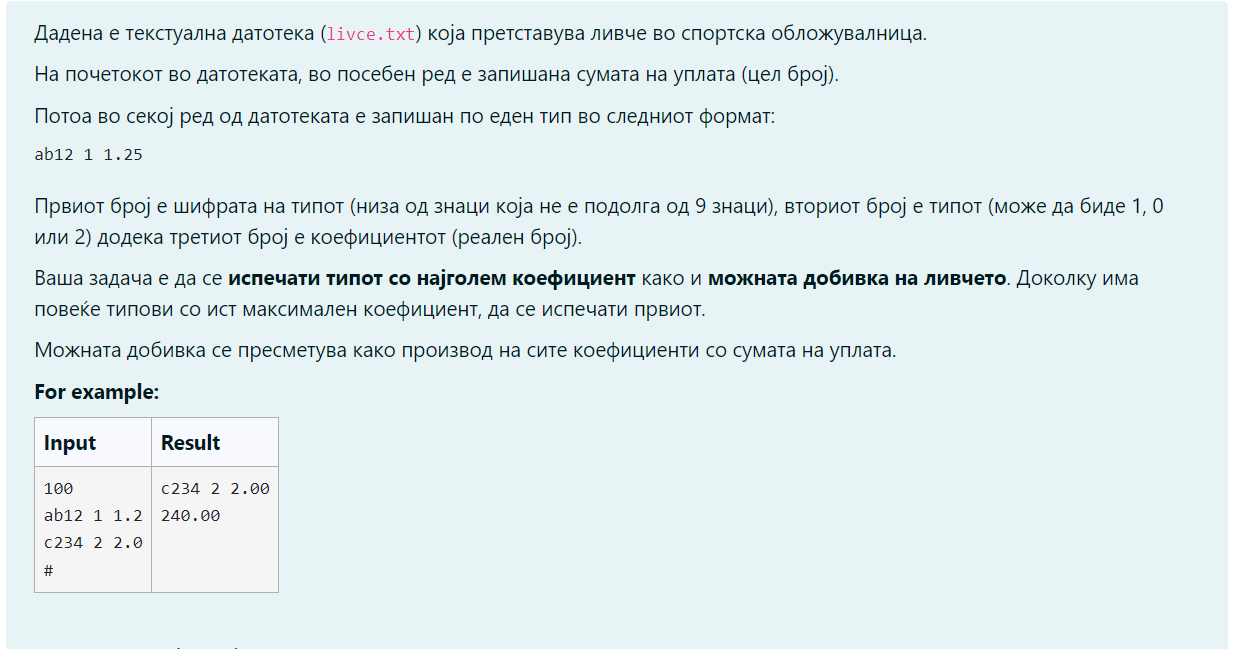 Дадена е текстуална датотека (livce.txt) која претставува ливче во спортска обложувалница.
На почетокот во датотеката, во посебен ред е запишана сумата на уплата (цел број).
Потоа во секој ред од датотеката е запишан по еден тип во следниот формат:
ab12 1 1.25
Првиот број е шифрата на типот (низа од знаци која не е подолга од 9 знаци), вториот број е типот (може да биде 1, 0
или 2) додека третиот број е коефициентот (реален број).
Ваша задача е да се испечати типот со најголем коефициент како и можната добивка на ливчето. Доколку има
повеќе типови со ист максимален коефициент, да се испечати првиот.
Можната добивка се пресметува како производ на сите коефициенти со сумата на уплата.
For example:
Input Result
100 c234 2 2.00
ab12 1 1.2 240.00
c234 2 2.0
#